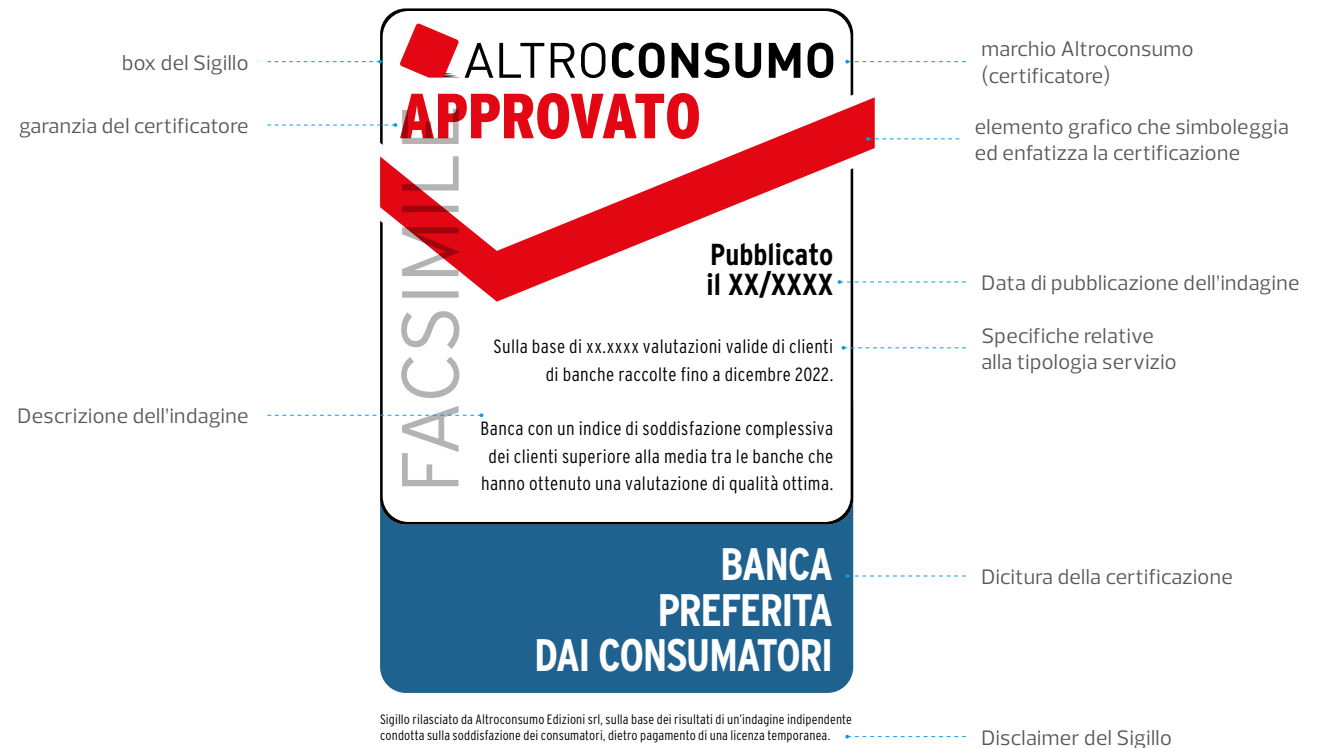 box del Sigillo
garanzia del certificatore
Descrizione dell'indagine
ALTROCONSUMO
APPROVATO
FACSIMILE
Pubblicato
il XX/XXXX
Sulla base di xx.xxxx valutazioni valide di clienti
di banche raccolte fino a dicembre 2022.
Banca con un indice di soddisfazione complessiva
dei clienti superiore alla media tra le banche che
hanno ottenuto una valutazione di qualità ottima.
BANCA
PREFERITA
DAI CONSUMATORI
Sigillo rilasciato da Altroconsumo Edizioni srl, sulla base dei risultati di un'indagine indipendente
condotta sulla soddisfazione dei consumatori, dietro pagamento di una licenza temporanea.
marchio Altroconsumo
(certificatore)
elemento grafico che simboleggia
ed enfatizza la certificazione
Data di pubblicazione dell'indagine
Specifiche relative
alla tipologia servizio
Dicitura della certificazione
Disclaimer del Sigillo